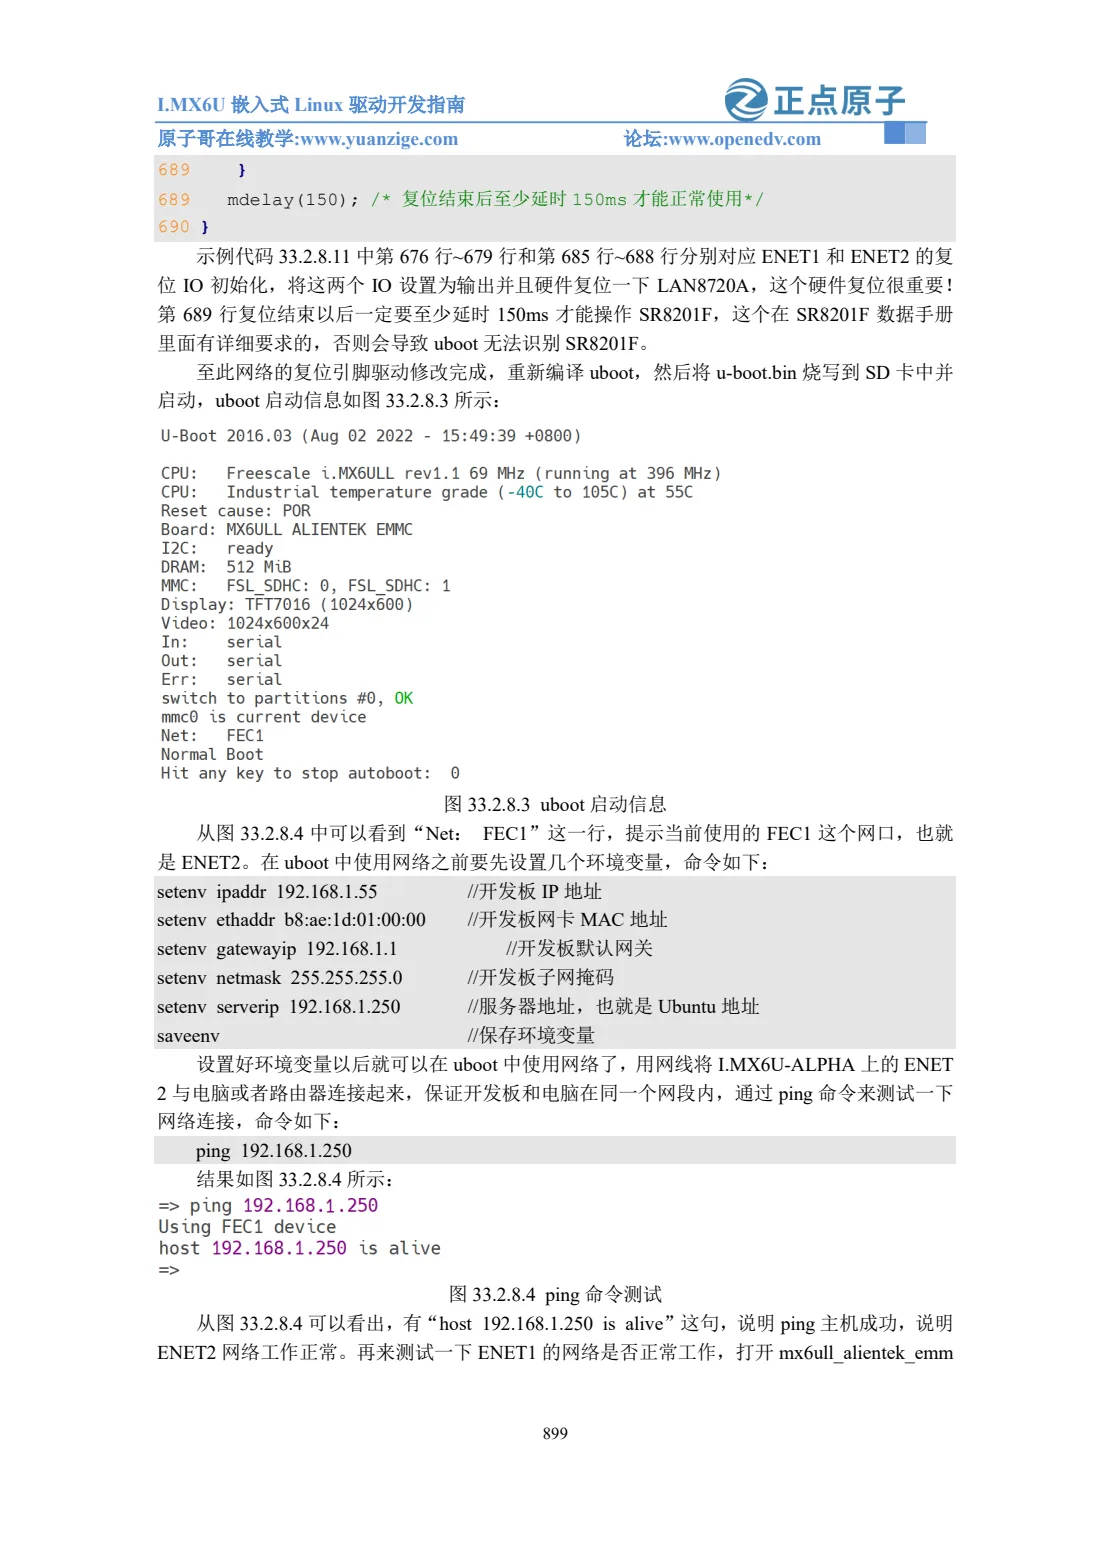 I.MX6U 嵌入式 Linux 驱动开发指南
正点原子
原子哥在线教学:www.yuanzige.com 论坛:www.openedv.com
689 }
689 mdelay(150); /* 复位结束后至少延时 150ms 才能正常使用*/
690 }
示例代码 33.2.8.11 中第 676 行~679 行和第 685 行~688 行分别对应 ENET1 和 ENET2 的复
位 IO 初始化，将这两个 IO 设置为输出并且硬件复位一下 LAN8720A，这个硬件复位很重要！
第 689 行复位结束以后一定要至少延时 150ms 才能操作 SR8201F，这个在 SR8201F 数据手册
里面有详细要求的，否则会导致 uboot 无法识别 SR8201F。
至此网络的复位引脚驱动修改完成，重新编译 uboot，然后将 u-boot.bin 烧写到 SD 卡中并
启动，uboot 启动信息如图 33.2.8.3 所示：
U-Boot 2016.03 (Aug 02 2022 - 15:49:39 +0800)
CPU: Freescale i.MX6ULL rev1.1 69 MHz (running at 396 MHz)
CPU: Industrial temperature grade (-40C to 105C) at 55C
Reset cause: POR
Board: MX6ULL ALIENTEK EMMC
I2C: ready
DRAM: 512 MiB
MMC: FSL_SDHC: 0, FSL_SDHC: 1
Display: TFT7016 (1024x600)
Video: 1024x600x24
In: serial
Out: serial
Err: serial
switch to partitions #0, OK
mmc0 is current device
Net: FEC1
Normal Boot
Hit any key to stop autoboot: 0
图 33.2.8.3 uboot 启动信息
从图 33.2.8.4 中可以看到“Net： FEC1”这一行，提示当前使用的 FEC1 这个网口，也就
是 ENET2。在 uboot 中使用网络之前要先设置几个环境变量，命令如下：
setenv ipaddr 192.168.1.55 //开发板 IP 地址
setenv ethaddr b8:ae:1d:01:00:00 //开发板网卡 MAC 地址
setenv gatewayip 192.168.1.1 //开发板默认网关
setenv netmask 255.255.255.0 //开发板子网掩码
setenv serverip 192.168.1.250 //服务器地址，也就是 Ubuntu 地址
saveenv //保存环境变量
设置好环境变量以后就可以在 uboot 中使用网络了，用网线将 I.MX6U-ALPHA 上的 ENET
2 与电脑或者路由器连接起来，保证开发板和电脑在同一个网段内，通过 ping 命令来测试一下
网络连接，命令如下：
ping 192.168.1.250
结果如图 33.2.8.4 所示：
=> ping 192.168.1.250
Using FEC1 device
host 192.168.1.250 is alive
=>
图 33.2.8.4 ping 命令测试
从图 33.2.8.4 可以看出，有“host 192.168.1.250 is alive”这句，说明 ping 主机成功，说明
ENET2 网络工作正常。再来测试一下 ENET1 的网络是否正常工作，打开 mx6ull_alientek_emm
899